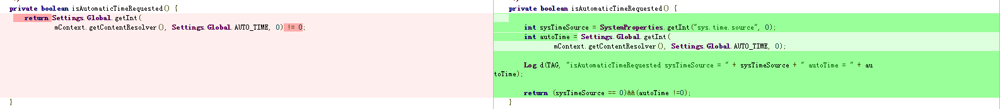 private boolean isAutomaticTimeRequested() {
return Settings.Global.getInt(
mContext.getContentResolver(), Settings.Global.AUTO_TIME, 0) != 0;
}
private boolean isAutomaticTimeRequested() {
int sysTimeSource = SystemProperties.getInt("sys.time.source", 0);
int autoTime = Settings.Global.getInt(
mContext.getContentResolver(), Settings.Global.AUTO_TIME, 0);
Log.d(TAG, "isAutomaticTimeRequested sysTimeSource = " + sysTimeSource + " autoTime = " + au
toTime);
return (sysTimeSource == 0)&&(autoTime !=0);
}